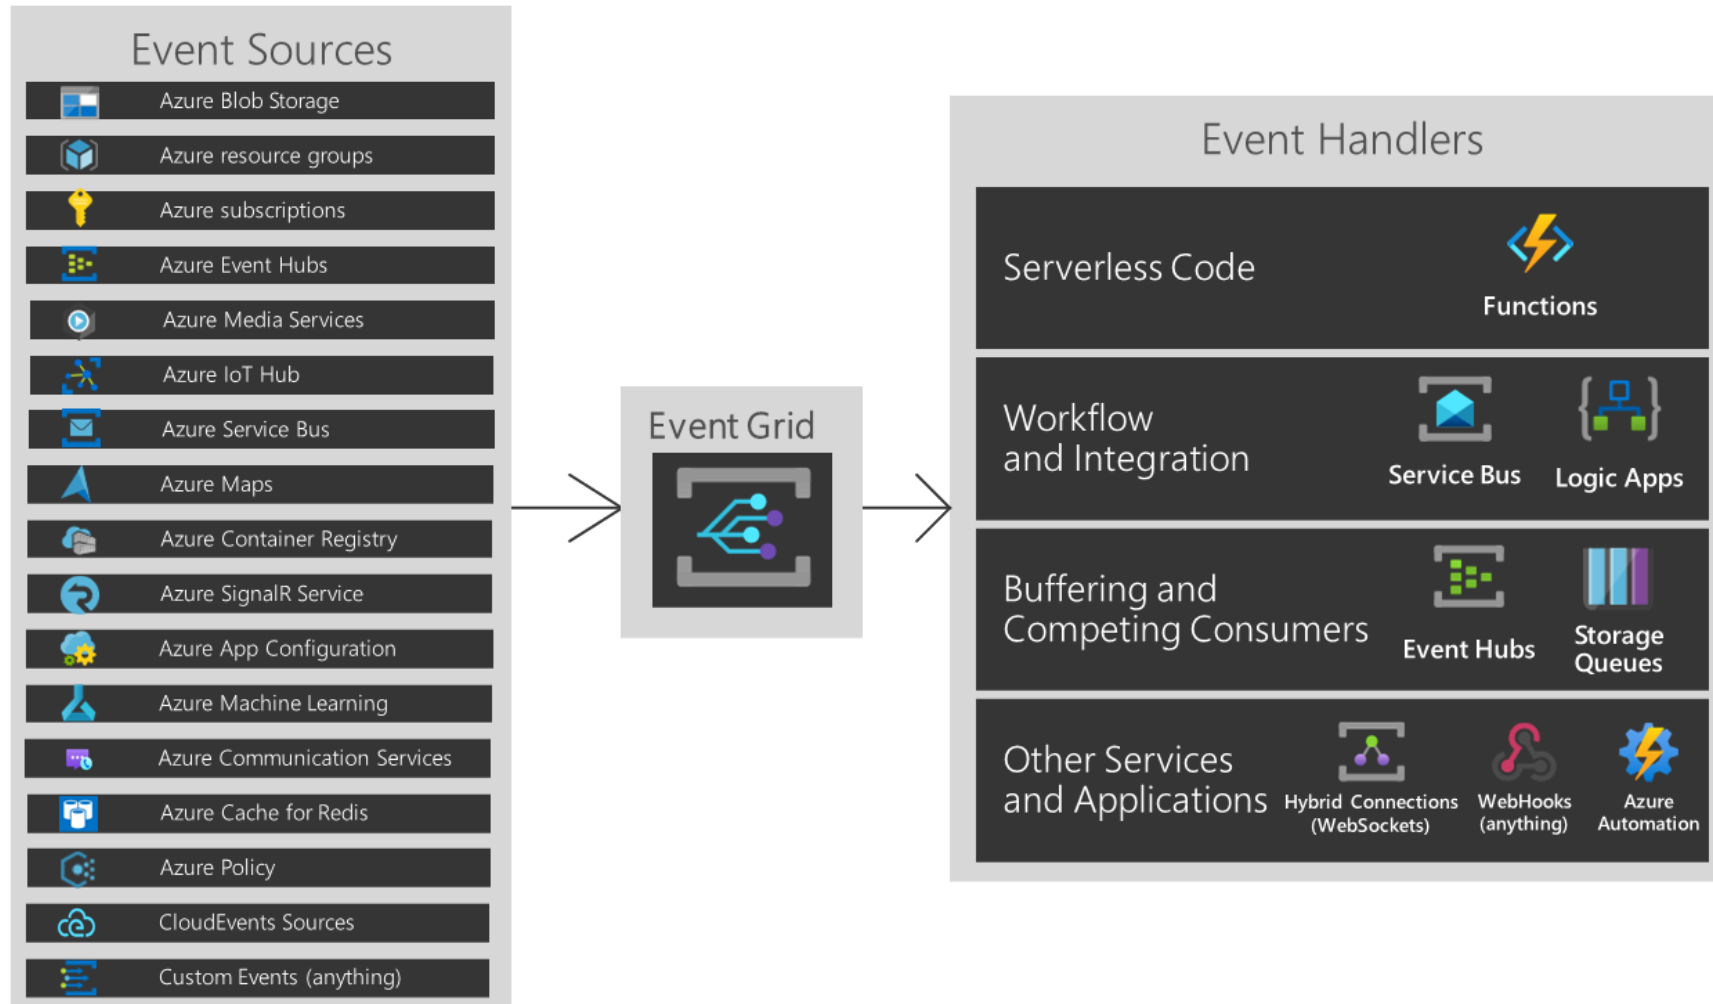 Event Sources
Azure Blob Storage
Azure resource groups
Azure subscriptions
Azure Event Hubs
Azure Media Services
Azure IoT Hub
Azure Service Bus
Azure Maps
Azure Container Registry
Azure SignalR Service
Azure App Configuration
Azure Machine Learning
Azure Communication Services
Azure Cache for Redis
Azure Policy
CloudEvents Sources
Custom Events (anything)
Event Grid
Event Handlers
Serverless Code
Functions
Workflow
and Integration
Service Bus
Logic Apps
Buffering and
Competing Consumers
Event Hubs
Storage
Queues
Other Services
and Applications
Hybrid Connections
(WebSockets)
WebHooks
(anything)
Azure
Automation